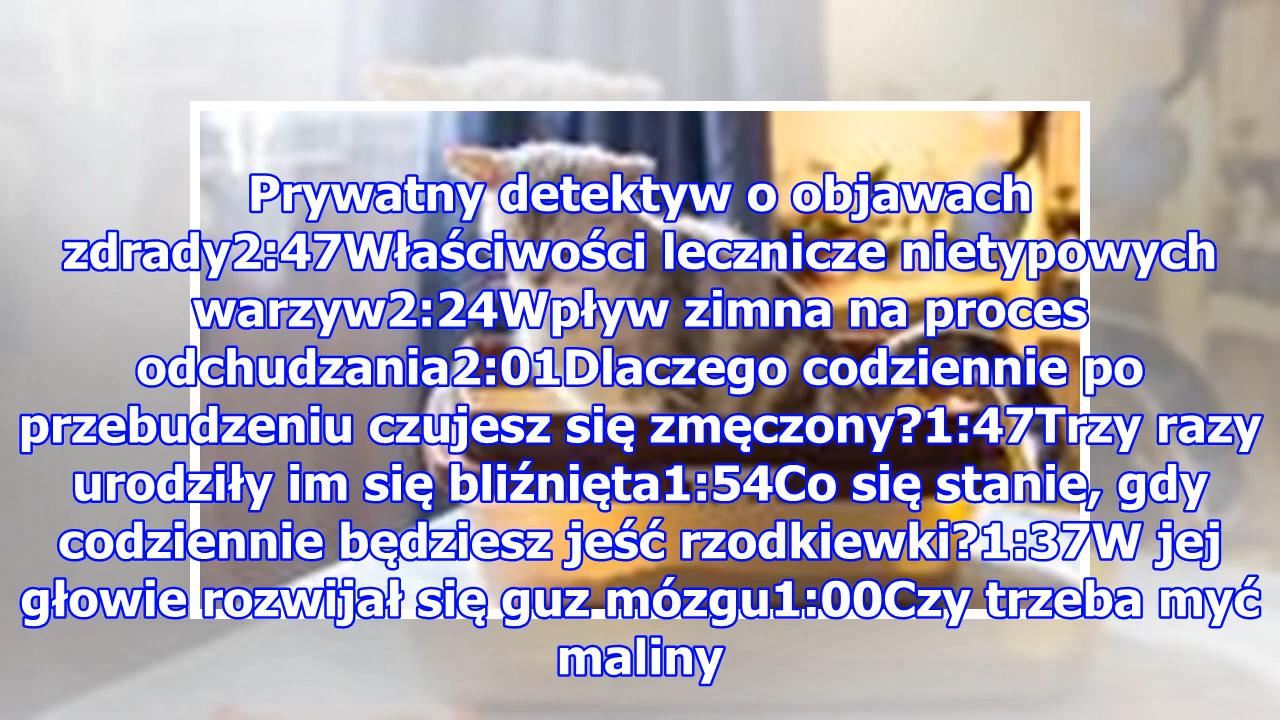 Prywatny detektyw o objawach
zdrady2:47Właściwości lecznicze nietypowych
warzyw2:24Wpływ zimna na proces
odchudzania2:01Dlaczego codziennie po
przebudzeniu czujesz się zmęczony?1:47Trzy razy
urodziły im się bliźnięta1:54Co się stanie, gdy
codziennie będziesz jeść rzodkiewki?1:37W jej
głowie rozwijał się guz mózgu1:00Czy trzeba myć
maliny